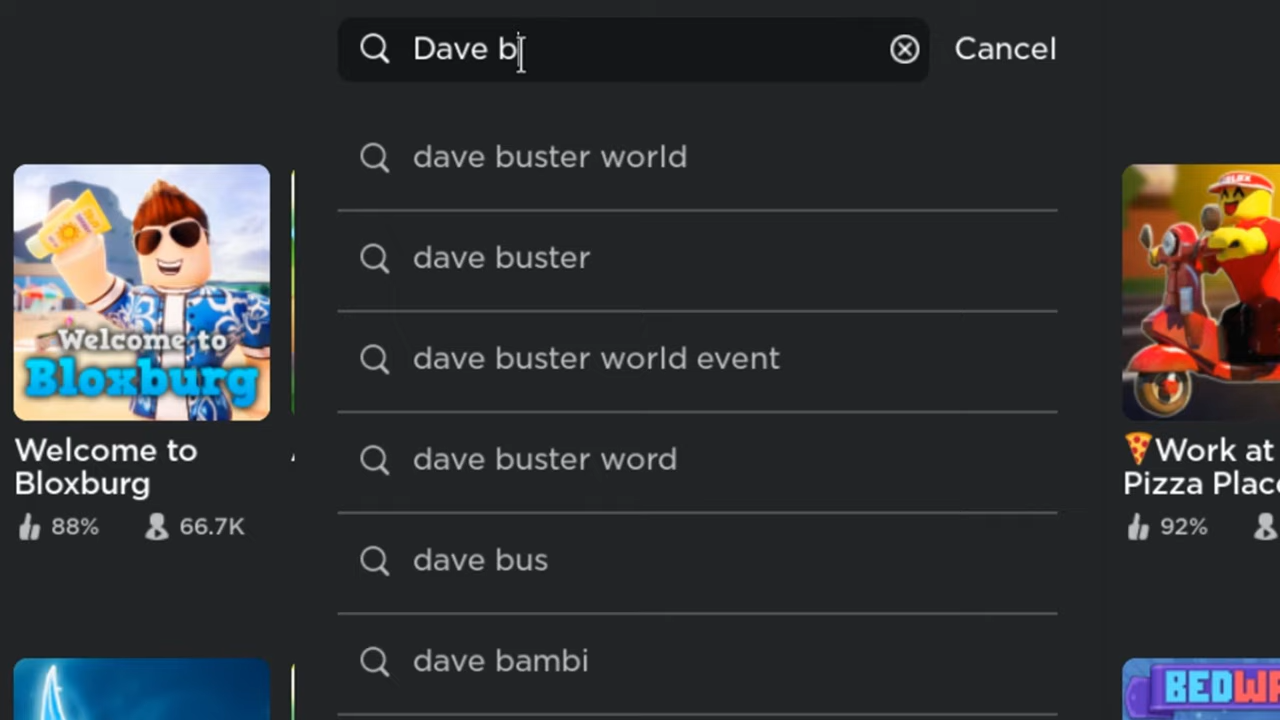 Dave b
Cancel
dave buster world
dave buster
dave buster world event
dave buster word
dave bus
dave bambi
Welcome to
Bloxburg
Welcome to
Bloxburg
88% 66.7K
Work at
Pizza Plac
92%
BEDW